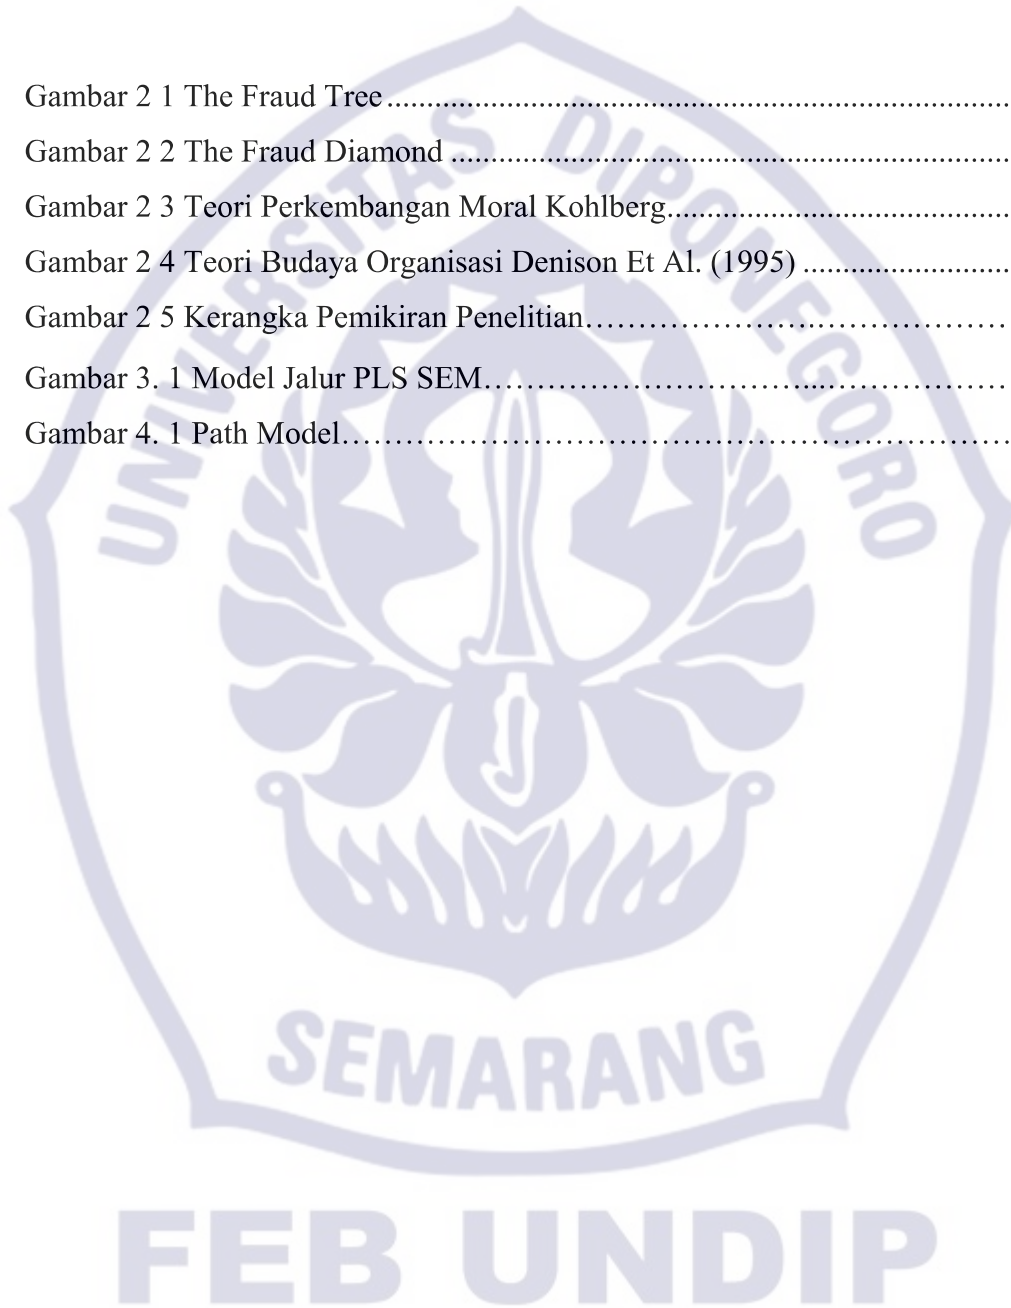 Gambar 2 1 The Fraud Tree........................................................................
Gambar 2 2 The Fraud Diamond ................................................................
Gambar 2 3 Teori Perkembangan Moral Kohlberg.......................................
Gambar 2 4 Teori Budaya Organisasi Denison Et Al. (1995) .......................
Gambar 2 5 Kerangka Pemikiran Penelitian…………………………………
Gambar 3. 1 Model Jalur PLS SEM…………………………....………………
Gambar 4. 1 Path Model………………………………………………………
UNIVERSITAS DIPONEGORO
SEMARANG
FEB UNDIP